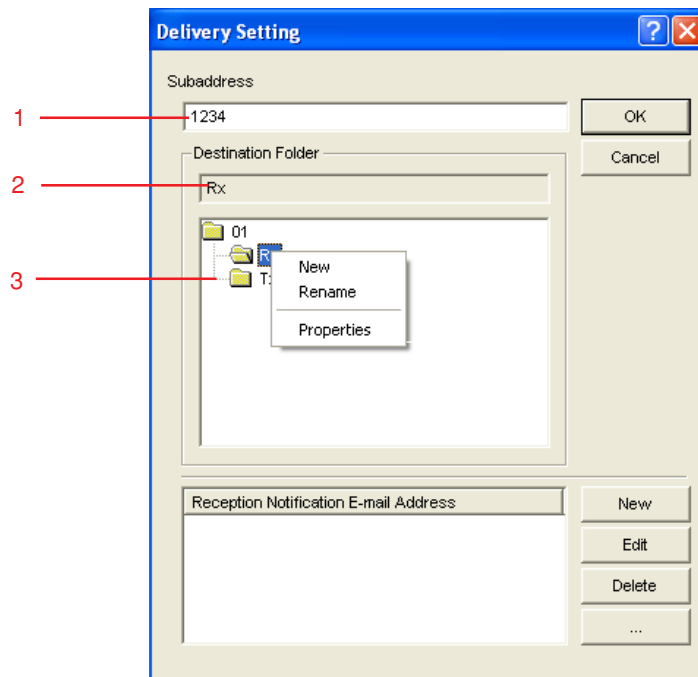 Delivery Setting
Subaddress
1
1234
OK
Destination Folder
Cancel
2
Rx
01
3
New
Rename
Properties
Reception Notification E-mail Address
New
Edit
Delete
...